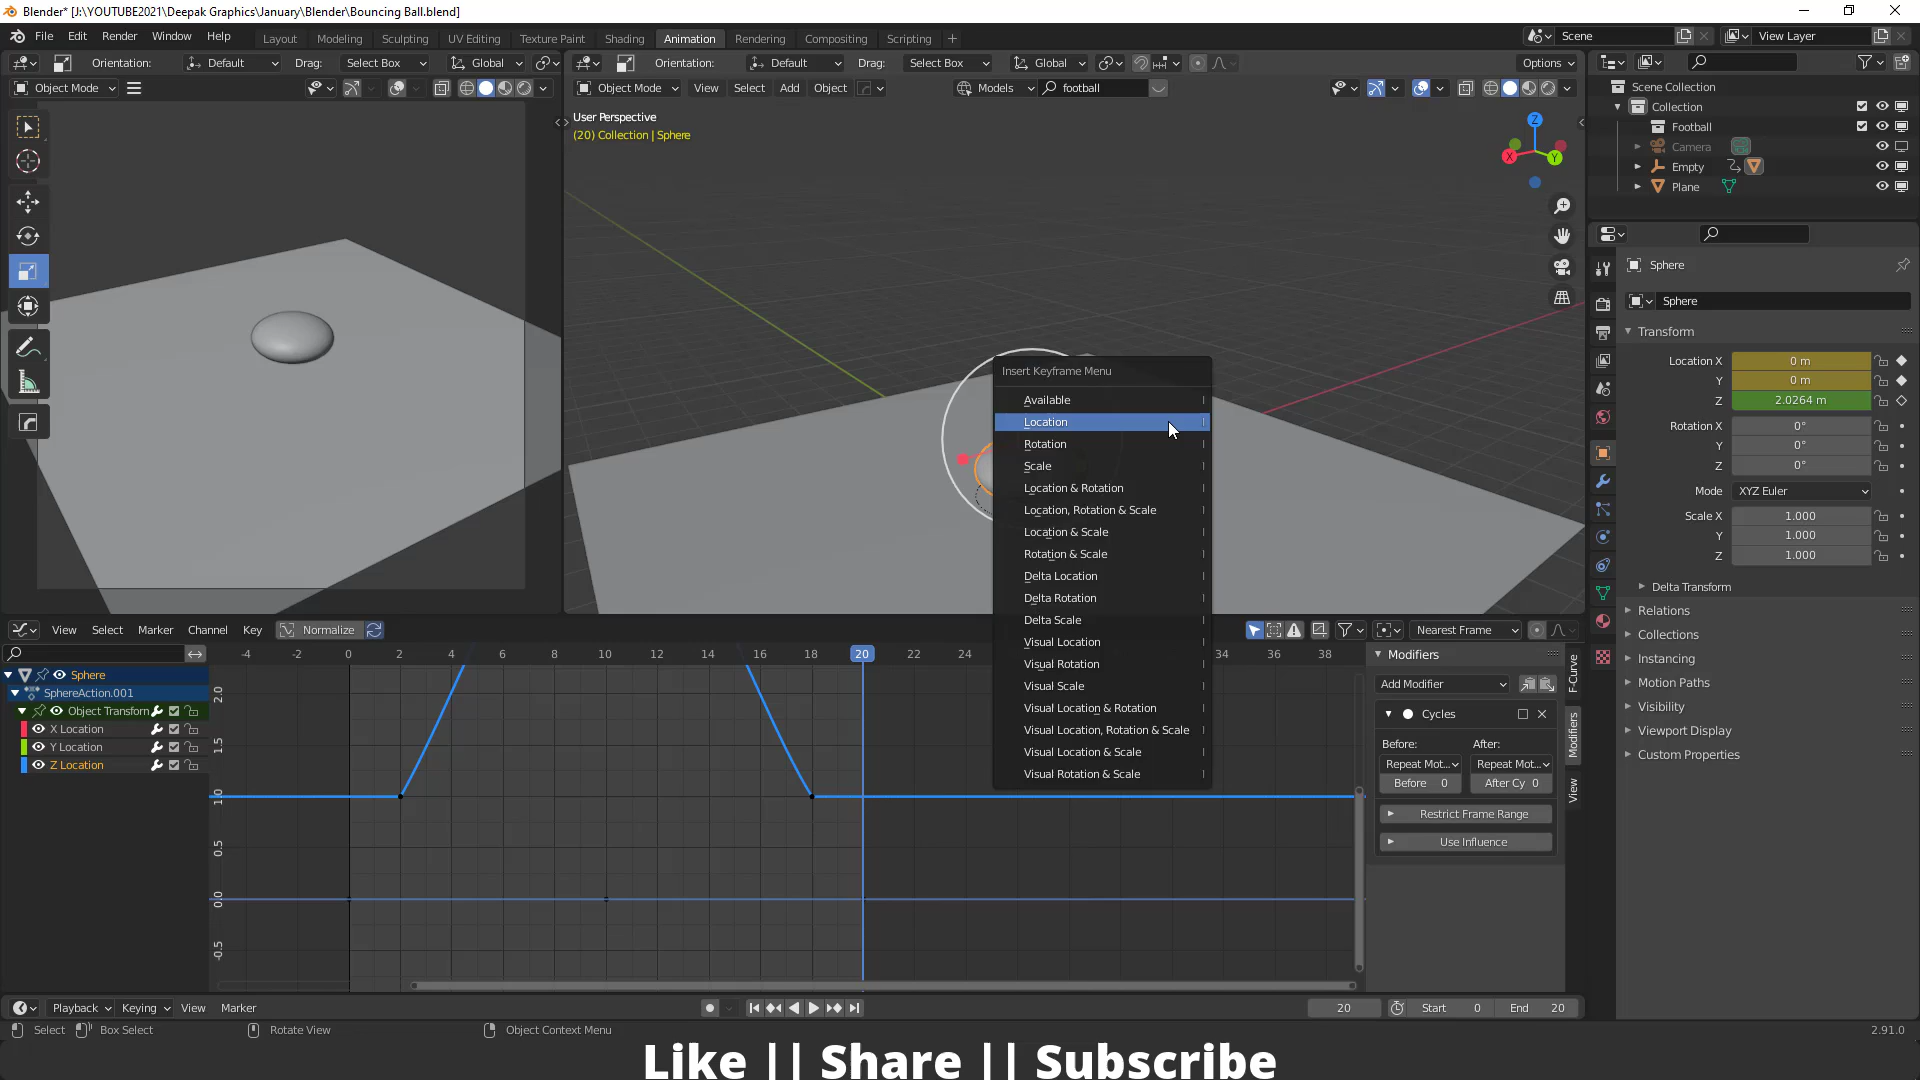 Blender* [J:\YOUTUBE2021\Deepak Graphics\January\Blender\Bouncing Ball.blend]
File Edit Render Window Help
Layout Modeling Sculpting UV Editing Texture Paint Shading Animation Rendering Compositing Scripting +
Scene View Layer
Orientation: Default Drag: Select Box Global
Orientation: Default Drag: Select Box Global Options
Object Mode
Object Mode View Select Add Object Models football
User Perspective
(20) Collection | Sphere
Z
X
Y
Scene Collection
Collection
Football
Camera
Empty
Plane
Sphere
Sphere
Transform
Location X 0 m
Y 0 m
Z 2.0264 m
Rotation X 0°
Y 0°
Z 0°
Mode XYZ Euler
Scale X 1.000
Y 1.000
Z 1.000
Delta Transform
Relations
Collections
Instancing
Motion Paths
Visibility
Viewport Display
Custom Properties
Insert Keyframe Menu
Available I
Location I
Rotation I
Scale I
Location & Rotation I
Location, Rotation & Scale I
Location & Scale I
Rotation & Scale I
Delta Location I
Delta Rotation I
Delta Scale I
Visual Location I
Visual Rotation I
Visual Scale I
Visual Location & Rotation I
Visual Location, Rotation & Scale I
Visual Location & Scale I
Visual Rotation & Scale I
View Select Marker Channel Key Normalize Nearest Frame
-4 -2 0 2 4 6 8 10 12 14 16 18 20 22 24 34 36 38
2.0
1.5
1.0
0.5
0.0
-0.5
Sphere
SphereAction.001
Object Transform
X Location
Y Location
Z Location
Modifiers
Add Modifier
Cycles
Before: After:
Repeat Mot... Repeat Mot...
Before 0 After Cy 0
Restrict Frame Range
Use Influence
F-Curve
Modifiers
View
Playback Keying View Marker 20 Start 0 End 20
Select Box Select Rotate View Object Context Menu 2.91.0
Like || Share || Subscribe